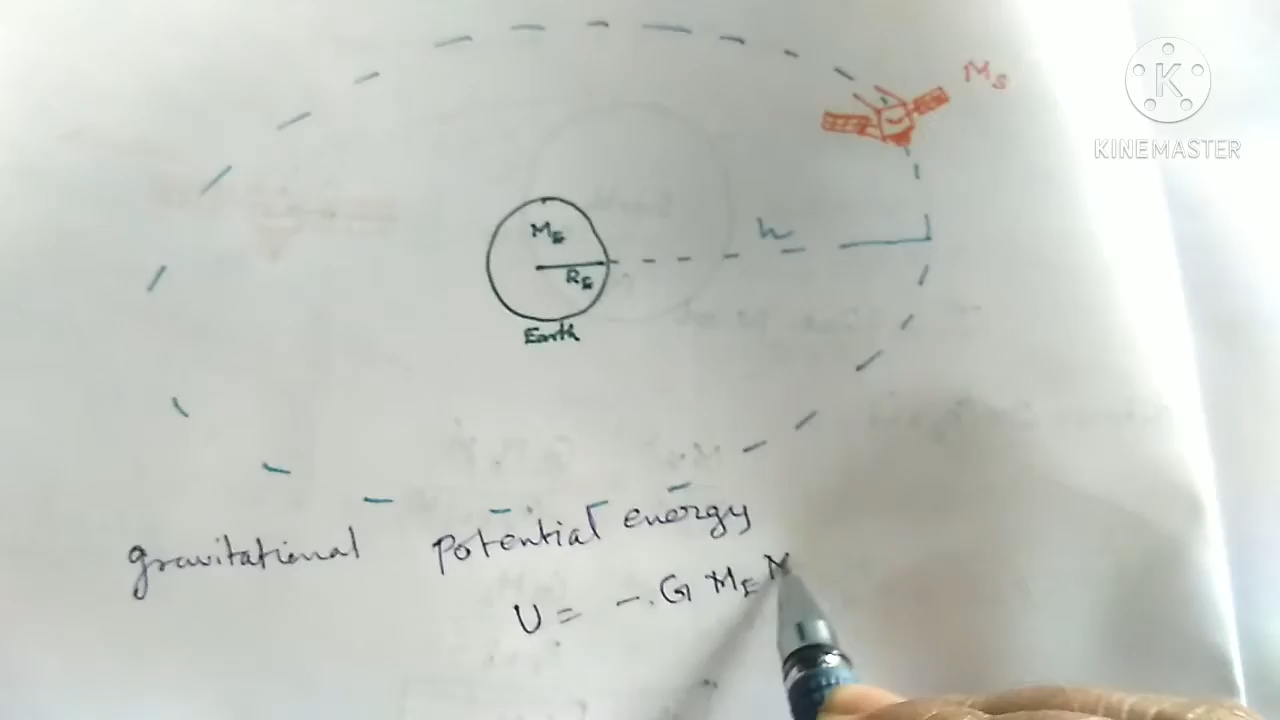 Ms
K
KINEMASTER
h
ME
RE
Earth
gravitational potential energy
U = - G ME M